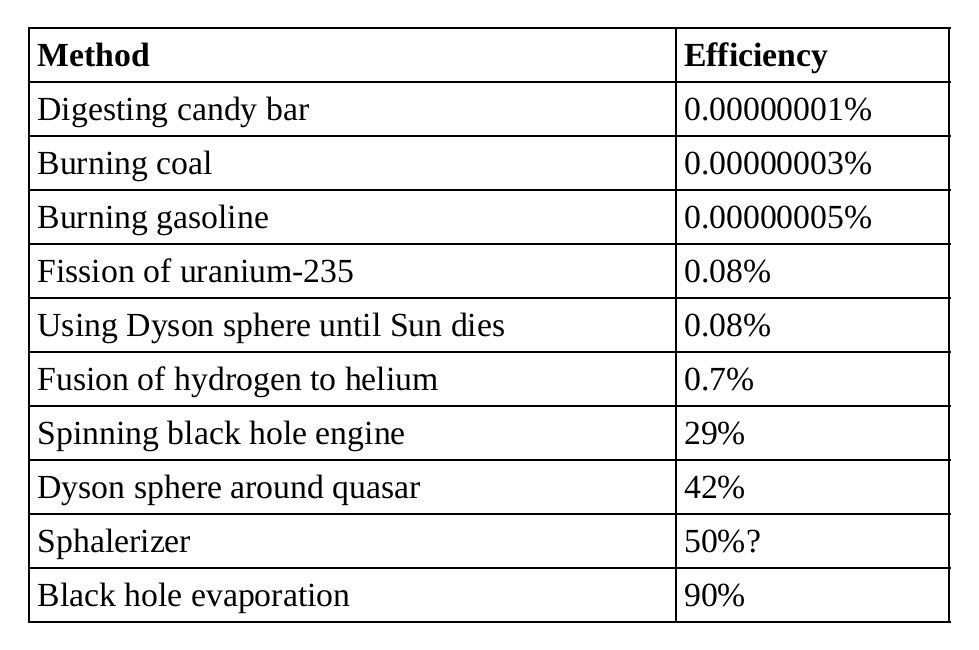 Method Efficiency
Digesting candy bar 0.00000001%
Burning coal 0.00000003%
Burning gasoline 0.00000005%
Fission of uranium-235 0.08%
Using Dyson sphere until Sun dies 0.08%
Fusion of hydrogen to helium 0.7%
Spinning black hole engine 29%
Dyson sphere around quasar 42%
Sphalerizer 50%?
Black hole evaporation 90%